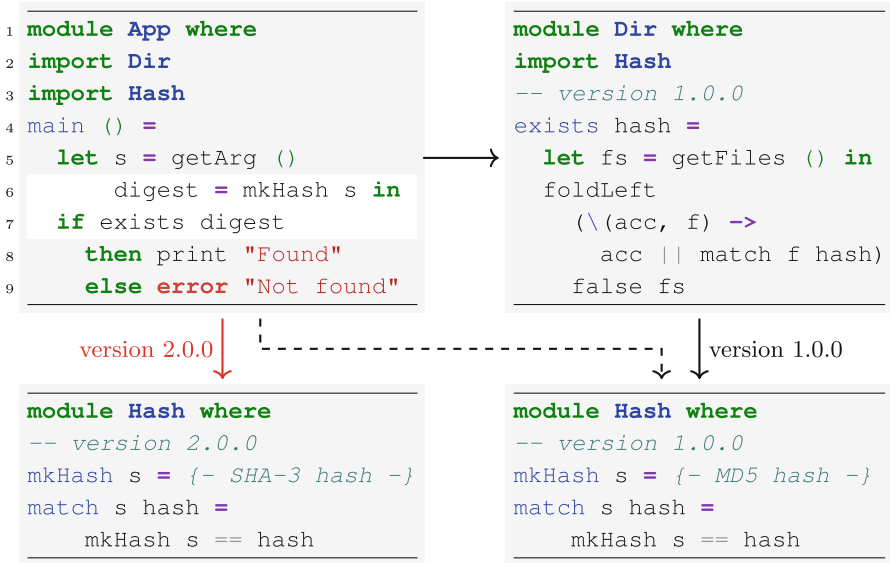 1 module App where
2 import Dir
3 import Hash
4 main () =
5 let s = getArg ()
6 digest = mkHash s in
7 if exists digest
8 then print "Found"
9 else error "Not found"
module Dir where
import Hash
-- version 1.0.0
exists hash =
let fs = getFiles () in
foldLeft
(\(acc, f) ->
acc || match f hash)
false fs
version 2.0.0
version 1.0.0
module Hash where
-- version 2.0.0
mkHash s = {- SHA-3 hash -}
match s hash =
mkHash s == hash
module Hash where
-- version 1.0.0
mkHash s = {- MD5 hash -}
match s hash =
mkHash s == hash